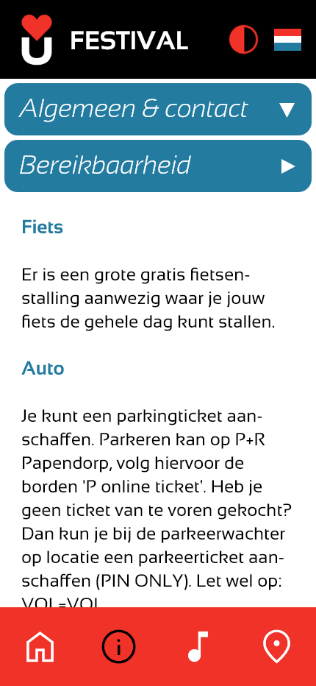 U FESTIVAL
Algemeen & contact
Bereikbaarheid
Fiets
Er is een grote gratis fietsen-
stalling aanwezig waar je jouw
fiets de gehele dag kunt stallen.
Auto
Je kunt een parkingticket aan-
schaffen. Parkeren kan op P+R
Papendorp, volg hiervoor de
borden 'P online ticket'. Heb je
geen ticket van te voren gekocht?
Dan kun je bij de parkeerwachter
op locatie een parkeerticket aan-
schaffen (PIN ONLY). Let wel op:
VOL=VOL